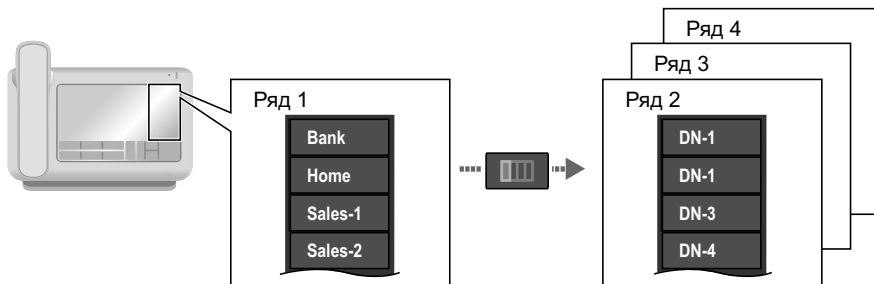 Ряд 4
Ряд 3
Ряд 1
Ряд 2
Bank
DN-1
Home
DN-1
Sales-1
DN-3
Sales-2
DN-4